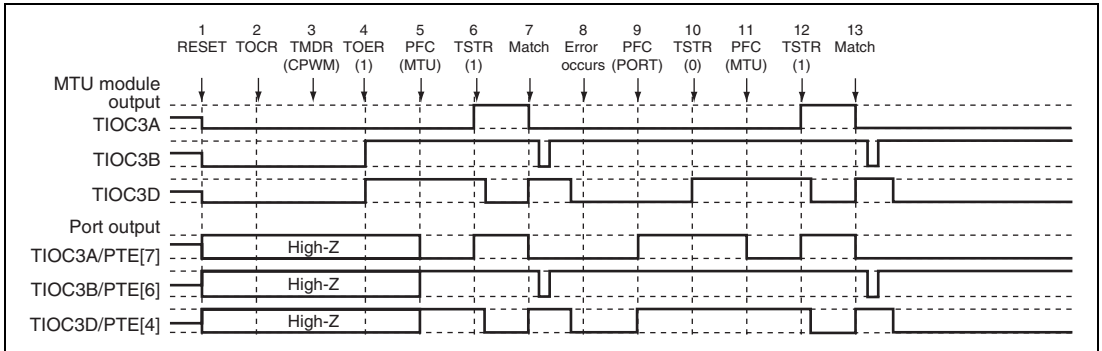 1 2 3 4 5 6 7 8 9 10 11 12 13
RESET TOCR TMDR TOER PFC TSTR Match Error PFC TSTR PFC TSTR Match
(CPWM) (1) (MTU) (1) occurs (PORT) (0) (MTU) (1)
MTU module
output
TIOC3A
TIOC3B
TIOC3D
Port output
TIOC3A/PTE[7] High-Z
TIOC3B/PTE[6] High-Z
TIOC3D/PTE[4] High-Z